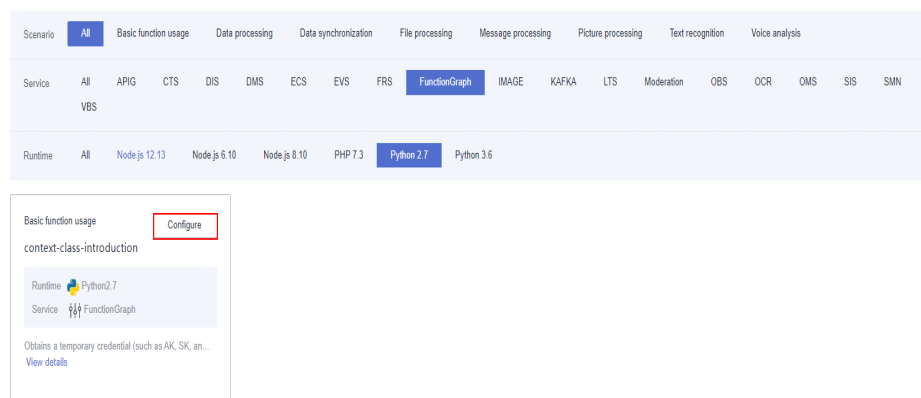 Scenario All Basic function usage Data processing Data synchronization File processing Message processing Picture processing Text recognition Voice analysis
Service All APIG CTS DIS DMS ECS EVS FRS FunctionGraph IMAGE KAFKA LTS Moderation OBS OCR OMS SIS SMN
VBS
Runtime All Node.js 12.13 Node.js 6.10 Node.js 8.10 PHP 7.3 Python 2.7 Python 3.6
Basic function usage Configure
context-class-introduction
Runtime Python2.7
Service FunctionGraph
Obtains a temporary credential (such as AK, SK, an...
View details